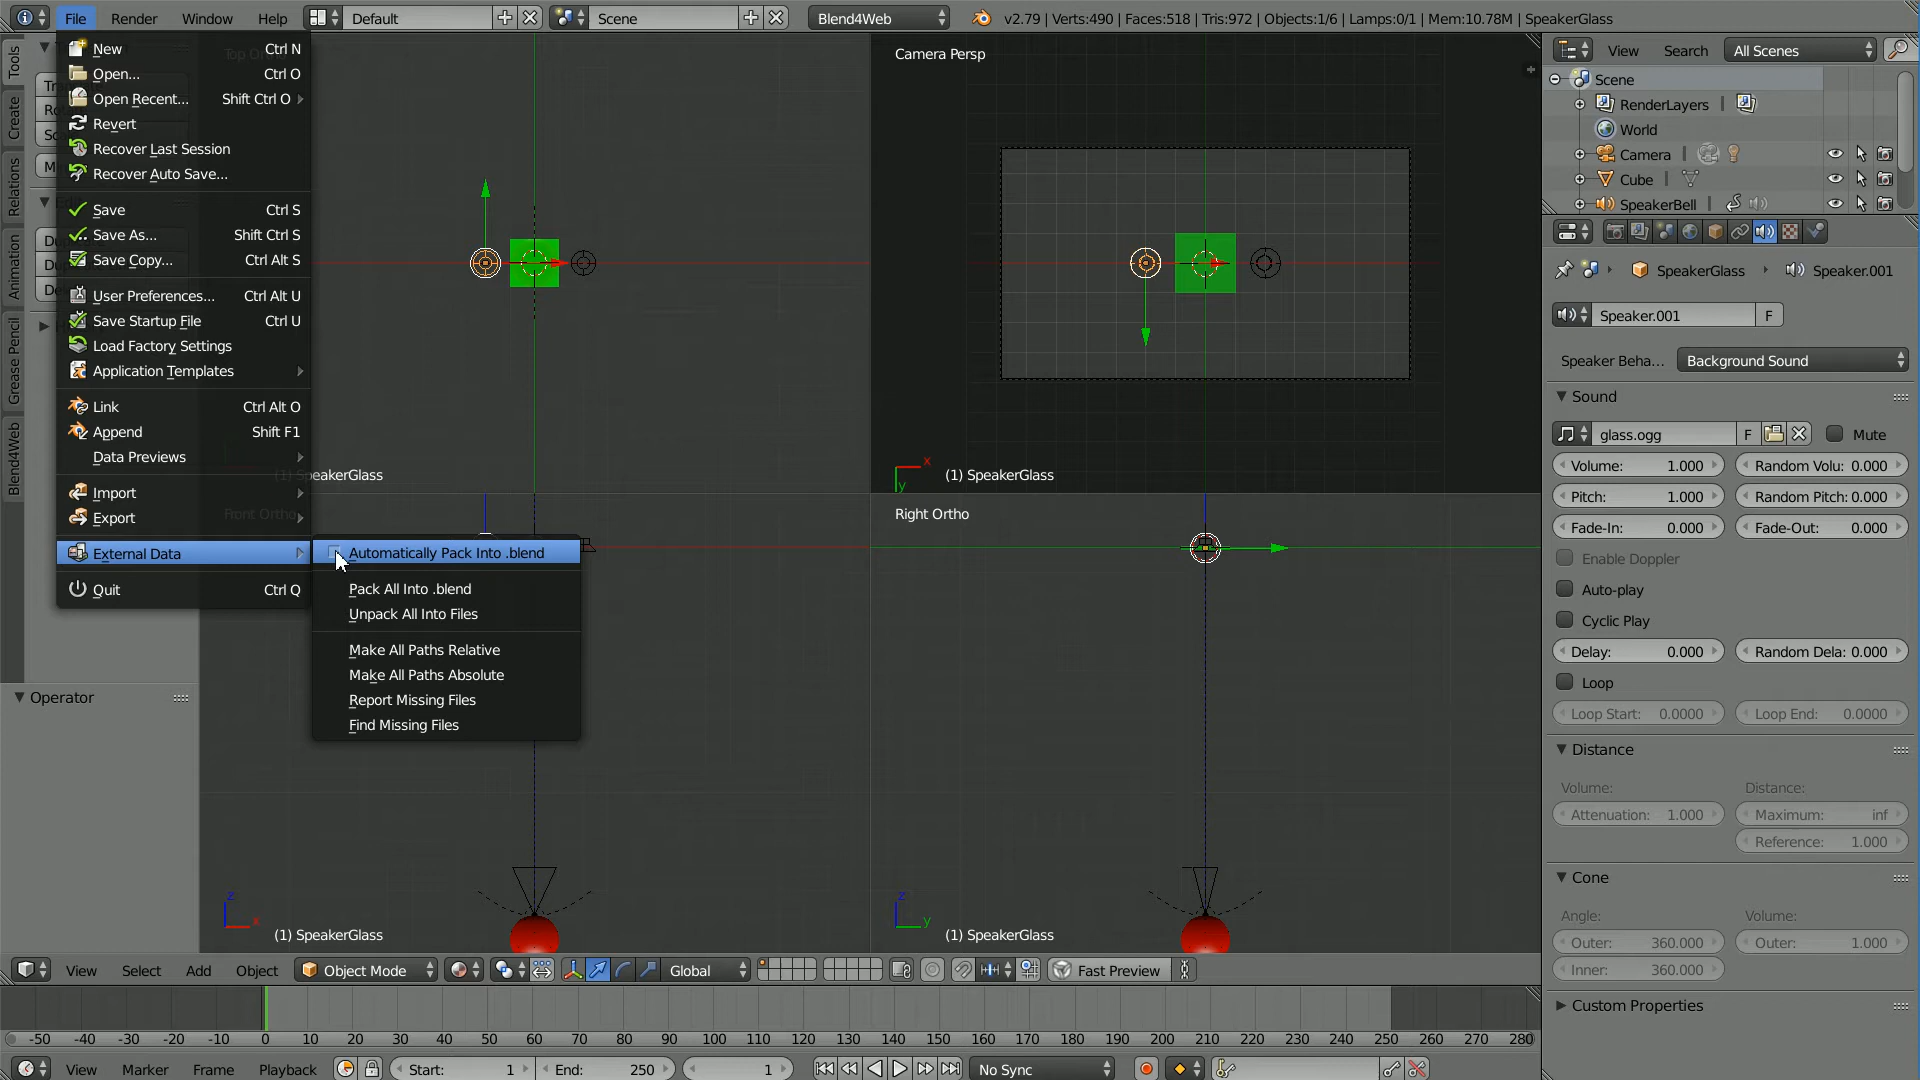 File Render Window Help Default Scene Blend4Web v2.79 | Verts:490 | Faces:518 | Tris:972 | Objects:1/6 | Lamps:0/1 | Mem:10.78M | SpeakerGlass
New Ctrl N
Open... Ctrl O
Open Recent... Shift Ctrl O
Revert
Recover Last Session
Recover Auto Save...
Save Ctrl S
Save As... Shift Ctrl S
Save Copy... Ctrl Alt S
User Preferences... Ctrl Alt U
Save Startup File Ctrl U
Load Factory Settings
Application Templates
Link Ctrl Alt O
Append Shift F1
Data Previews
Import
Export
External Data
Quit Ctrl Q
Automatically Pack Into .blend
Pack All Into .blend
Unpack All Into Files
Make All Paths Relative
Make All Paths Absolute
Report Missing Files
Find Missing Files
Tools
Create
Relations
Animation
Grease Pencil
Blend4Web
Operator
Top Ortho
Camera Persp
peakerGlass
x
y
(1) SpeakerGlass
Front Ortho
Right Ortho
z
x
(1) SpeakerGlass
z
y
(1) SpeakerGlass
View Search All Scenes
Scene
RenderLayers |
World
Camera |
Cube |
SpeakerBell |
SpeakerGlass Speaker.001
Speaker.001 F
Speaker Beha... Background Sound
Sound
glass.ogg F Mute
Volume: 1.000 Random Volu: 0.000
Pitch: 1.000 Random Pitch: 0.000
Fade-In: 0.000 Fade-Out: 0.000
Enable Doppler
Auto-play
Cyclic Play
Delay: 0.000 Random Dela: 0.000
Loop
Loop Start: 0.0000 Loop End: 0.0000
Distance
Volume: Distance:
Attenuation: 1.000 Maximum: inf
Reference: 1.000
Cone
Angle: Volume:
Outer: 360.000 Outer: 1.000
Inner: 360.000
Custom Properties
View Select Add Object Object Mode Global Fast Preview
-50 -40 -30 -20 -10 0 10 20 30 40 50 60 70 80 90 100 110 120 130 140 150 160 170 180 190 200 210 220 230 240 250 260 270 280
View Marker Frame Playback Start: 1 End: 250 1 No Sync